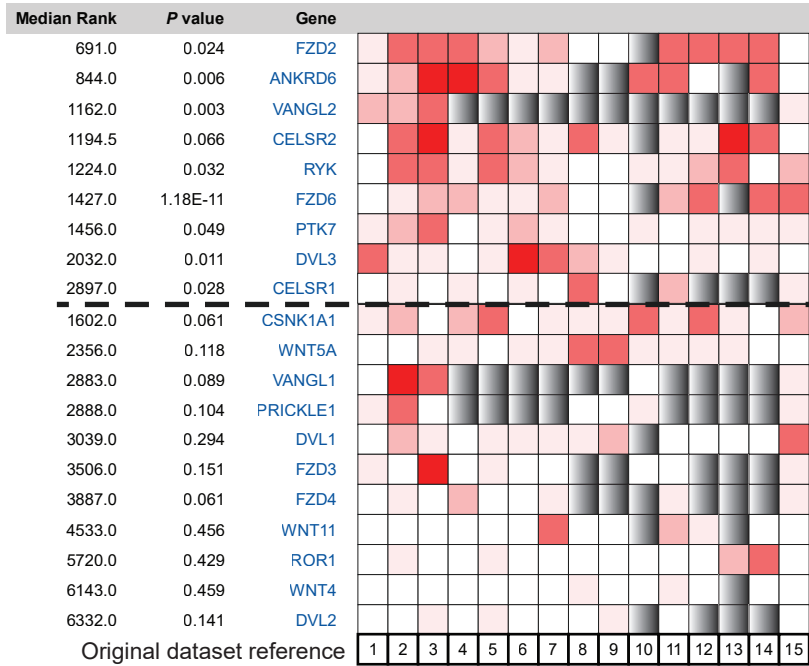 Median Rank P value Gene
691.0 0.024 FZD2
844.0 0.006 ANKRD6
1162.0 0.003 VANGL2
1194.5 0.066 CELSR2
1224.0 0.032 RYK
1427.0 1.18E-11 FZD6
1456.0 0.049 PTK7
2032.0 0.011 DVL3
2897.0 0.028 CELSR1
1602.0 0.061 CSNK1A1
2356.0 0.118 WNT5A
2883.0 0.089 VANGL1
2888.0 0.104 PRICKLE1
3039.0 0.294 DVL1
3506.0 0.151 FZD3
3887.0 0.061 FZD4
4533.0 0.456 WNT11
5720.0 0.429 ROR1
6143.0 0.459 WNT4
6332.0 0.141 DVL2
Original dataset reference 1 2 3 4 5 6 7 8 9 10 11 12 13 14 15